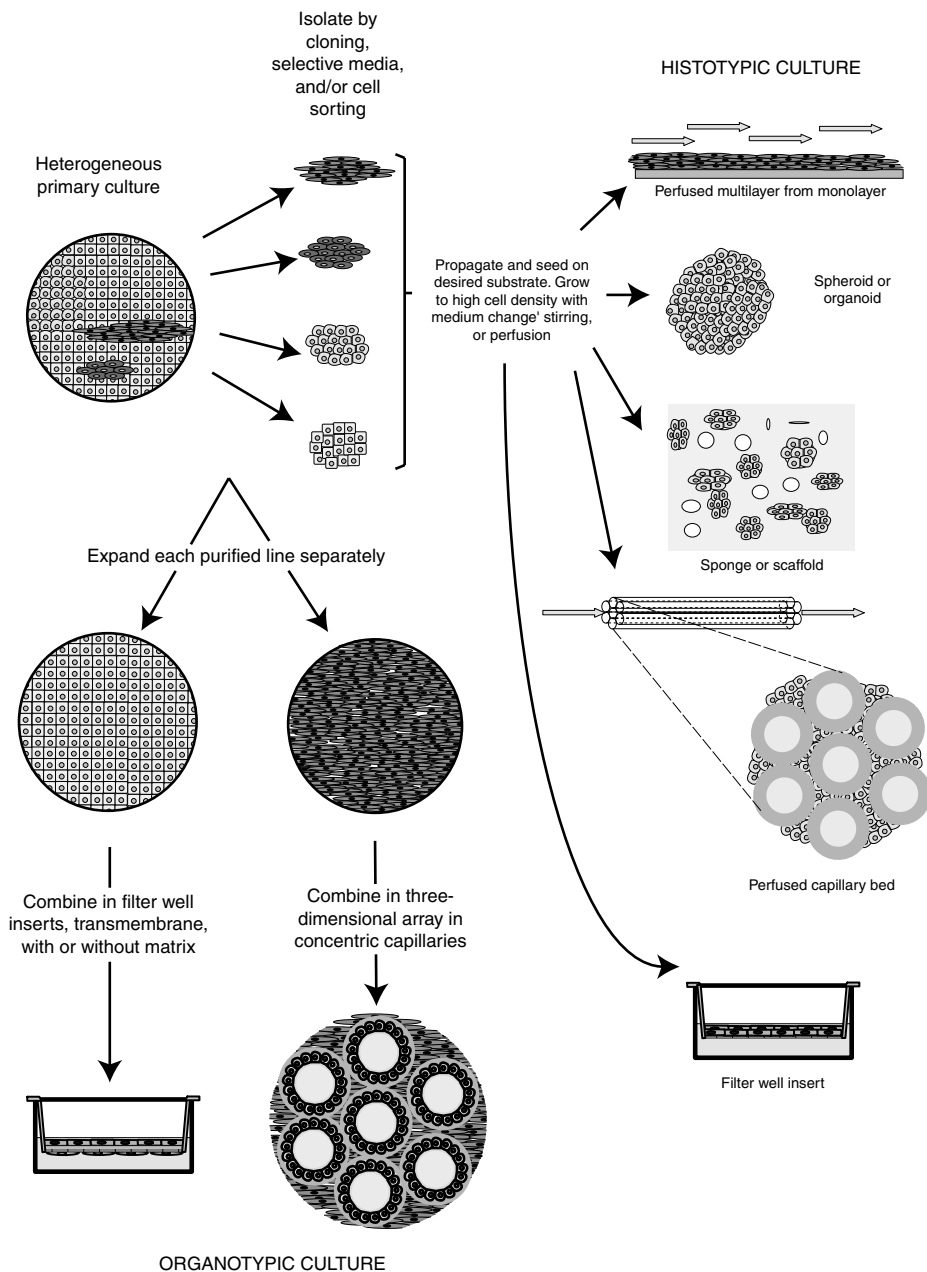 Isolate by
cloning,
selective media,
and/or cell
sorting
HISTOTYPIC CULTURE
Heterogeneous
primary culture
Perfused multilayer from monolayer
Propagate and seed on
desired substrate. Grow
to high cell density with
medium change' stirring,
or perfusion
Spheroid or
organoid
Sponge or scaffold
Expand each purified line separately
Perfused capillary bed
Combine in filter well
inserts, transmembrane,
with or without matrix
Combine in three-
dimensional array in
concentric capillaries
Filter well insert
ORGANOTYPIC CULTURE